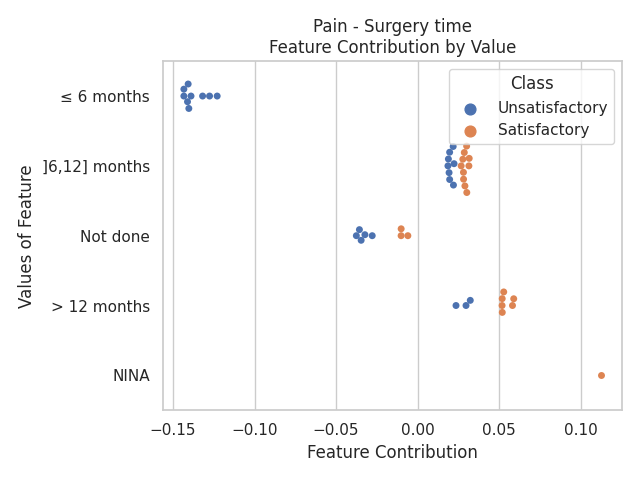 Pain - Surgery time
Feature Contribution by Value
Class
Unsatisfactory
Satisfactory
Values of Feature
≤ 6 months
]6,12] months
Not done
> 12 months
NINA
−0.15 −0.10 −0.05 0.00 0.05 0.10
Feature Contribution